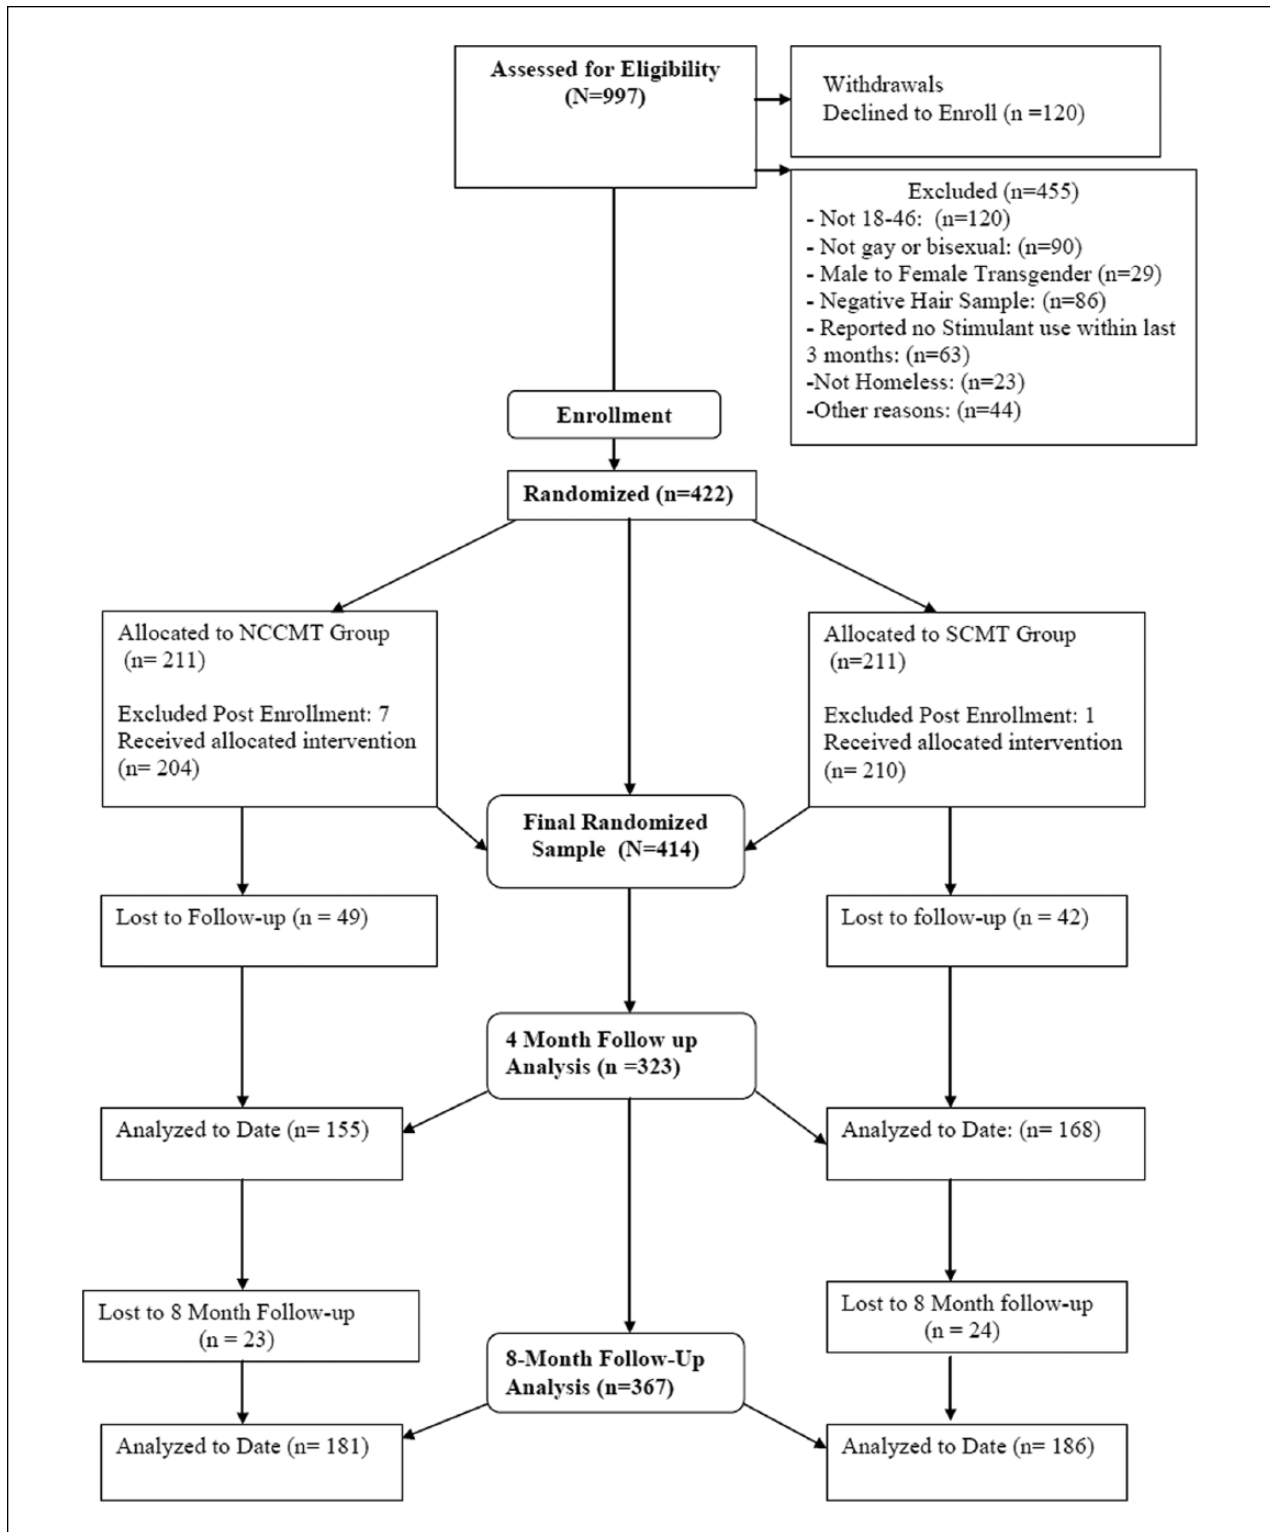 Assessed for Eligibility
(N=997)
Withdrawals
Declined to Enroll (n =120)
Excluded (n=455)
- Not 18-46:  (n=120)
- Not gay or bisexual: (n=90)
- Male to Female Transgender (n=29)
- Negative Hair Sample: (n=86)
- Reported no Stimulant use within last
3 months: (n=63)
-Not Homeless: (n=23)
-Other reasons: (n=44)
Enrollment
Randomized (n=422)
Allocated to NCCMT Group
(n= 211)
Excluded Post Enrollment: 7
Received allocated intervention
(n= 204)
Allocated to SCMT Group
(n=211)
Excluded Post Enrollment: 1
Received allocated intervention
(n= 210)
Final Randomized
Sample  (N=414)
Lost to Follow-up (n = 49)
Lost to follow-up (n = 42)
4 Month Follow up
Analysis (n =323)
Analyzed to Date (n= 155)
Analyzed to Date: (n= 168)
Lost to 8 Month Follow-up
(n = 23)
Lost to 8 Month follow-up
(n = 24)
8-Month Follow-Up
Analysis (n=367)
Analyzed to Date (n= 181)
Analyzed to Date (n= 186)